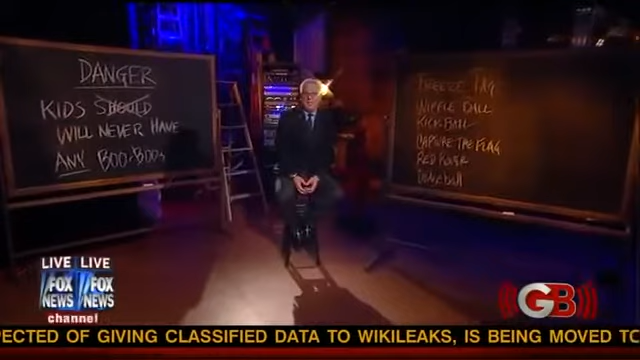 DANGER
KIDS SHOULD
WILL NEVER HAVE
ANY BOO-BOOS
FREEZE TAG
WIFFLE BALL
KICKBALL
CAPTURE THE FLAG
RED ROVER
DODGEBALL
LIVE LIVE
FOX FOX
NEWS NEWS
channel
GB
PECTED OF GIVING CLASSIFIED DATA TO WIKILEAKS, IS BEING MOVED TO